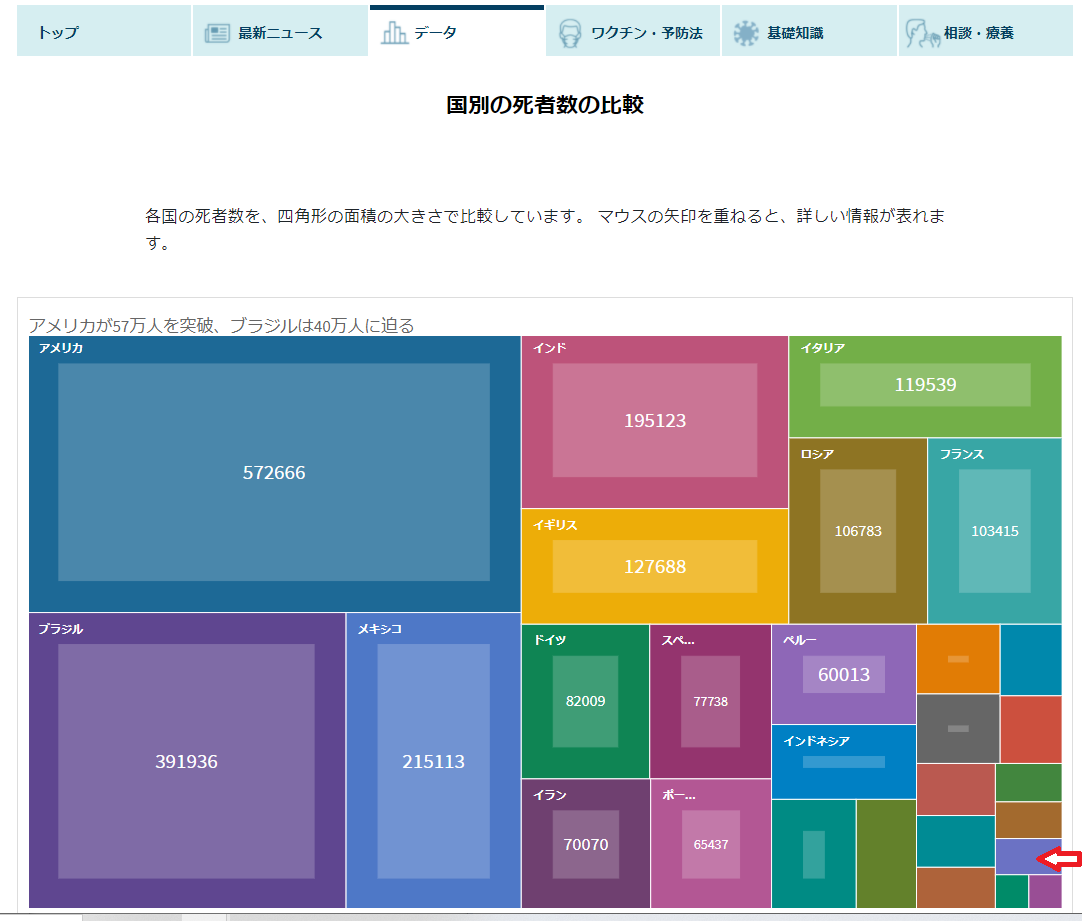 トップ
最新ニュース
データ
ワクチン・予防法
基礎知識
相談・療養
国別の死者数の比較
各国の死者数を、四角形の面積の大きさで比較しています。 マウスの矢印を重ねると、詳しい情報が表れま
す。
アメリカが57万人を突破、ブラジルは40万人に迫る
アメリカ
572666
インド
195123
イタリア
119539
ロシア
106783
フランス
103415
イギリス
127688
ブラジル
391936
メキシコ
215113
ドイツ
82009
スペ...
77738
ペルー
60013
インドネシア
イラン
70070
ポー...
65437